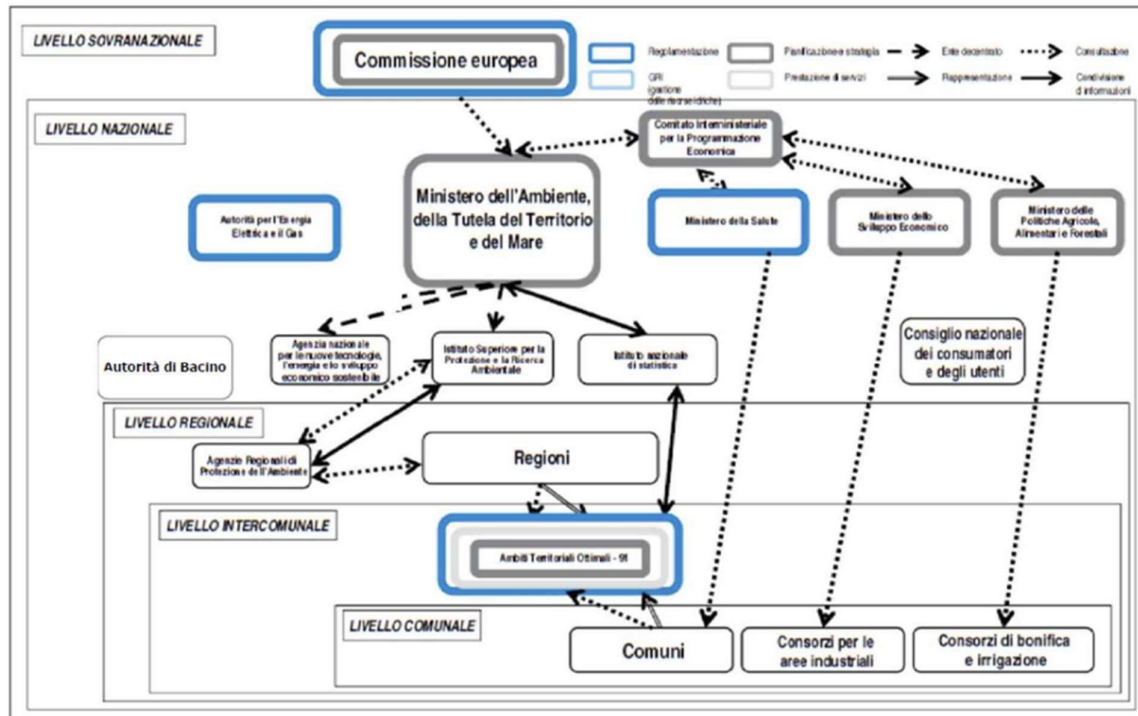 LIVELLO SOVRANAZIONALE
Commissione europea
Regolamentazione
Pianificazione e strategia
Ente decentrato
Consultazione
GRI
(gestione
delle risorse idriche)
Prestazione di servizi
Rappresentazione
Condivisione
di informazioni
LIVELLO NAZIONALE
Comitato Interministeriale
per la Programmazione
Economica
Autorità per l'Energia
Elettrica e il Gas
Ministero dell'Ambiente,
della Tutela del Territorio
e del Mare
Ministero della Salute
Ministero dello
Sviluppo Economico
Ministero delle
Politiche Agricole,
Alimentari e Forestali
Autorità di Bacino
Agenzia nazionale
per le nuove tecnologie,
l'energia e lo sviluppo
economico sostenibile
Istituto Superiore per la
Protezione e la Ricerca
Ambientale
Istituto nazionale
di statistica
Consiglio nazionale
dei consumatori
e degli utenti
LIVELLO REGIONALE
Agenzie Regionali di
Protezione dell'Ambiente
Regioni
LIVELLO INTERCOMUNALE
Ambiti Territoriali Ottimali - 91
LIVELLO COMUNALE
Comuni
Consorzi per le
aree industriali
Consorzi di bonifica
e irrigazione